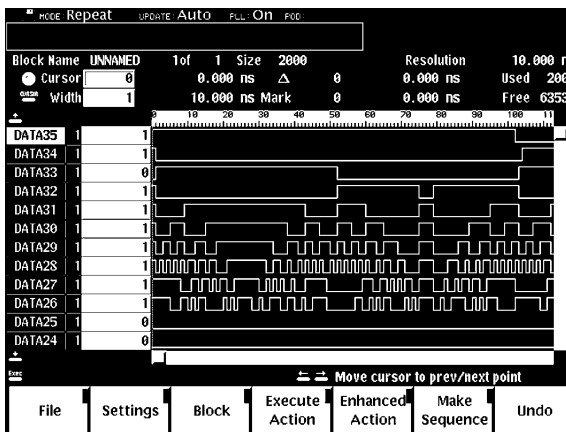 MODE: Repeat UPDATE: Auto PLL: On POD:
Block Name UNNAMED 1of 1 Size 2000 Resolution 10.000 n
Cursor 0 0.000 ns Δ 0 0.000 ns Used 200
CURSOR Width 1 10.000 ns Mark 0 0.000 ns Free 6353
0 10 20 30 40 50 60 70 80 90 100 11
DATA35 1 1
DATA34 1 1
DATA33 1 0
DATA32 1 1
DATA31 1 1
DATA30 1 1
DATA29 1 1
DATA28 1 1
DATA27 1 1
DATA26 1 1
DATA25 1 0
DATA24 1 0
Exec Move cursor to prev/next point
File Settings Block Execute Action Enhanced Action Make Sequence Undo